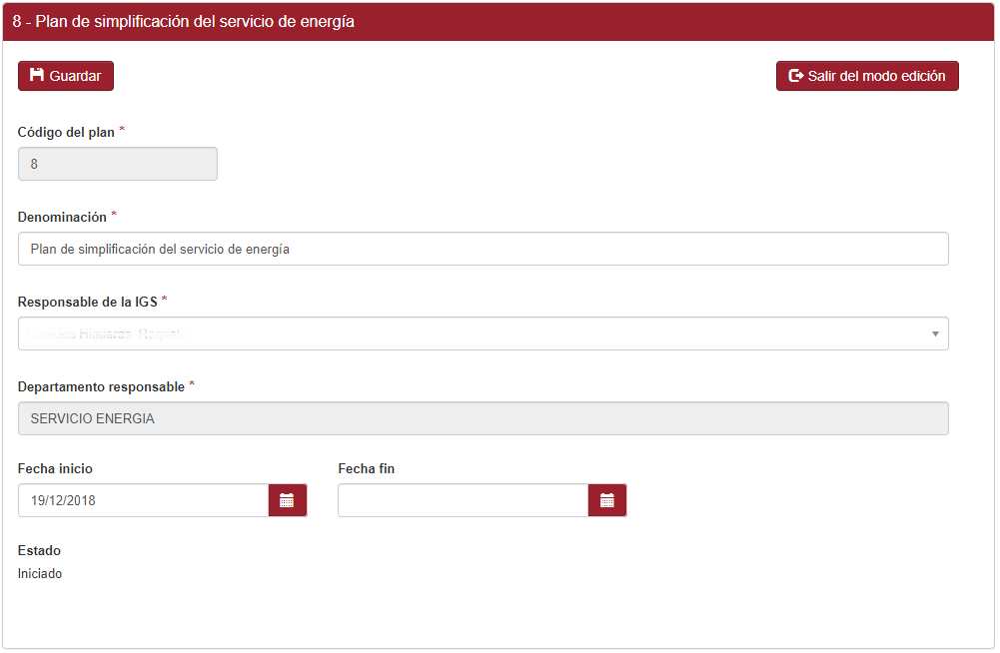 8 - Plan de simplificación del servicio de energía
Guardar
Salir del modo edición
Código del plan *
8
Denominación *
Plan de simplificación del servicio de energía
Responsable de la IGS *
Departamento responsable *
SERVICIO ENERGIA
Fecha inicio
Fecha fin
19/12/2018
Estado
Iniciado